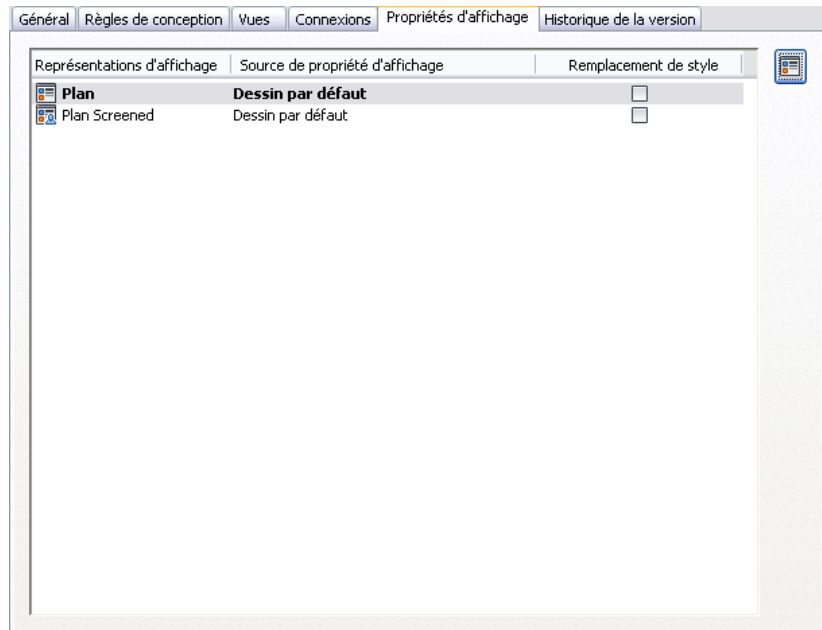 Général Règles de conception Vues Connexions Propriétés d'affichage Historique de la version
Représentations d'affichage Source de propriété d'affichage Remplacement de style
Plan Dessin par défaut
Plan Screened Dessin par défaut